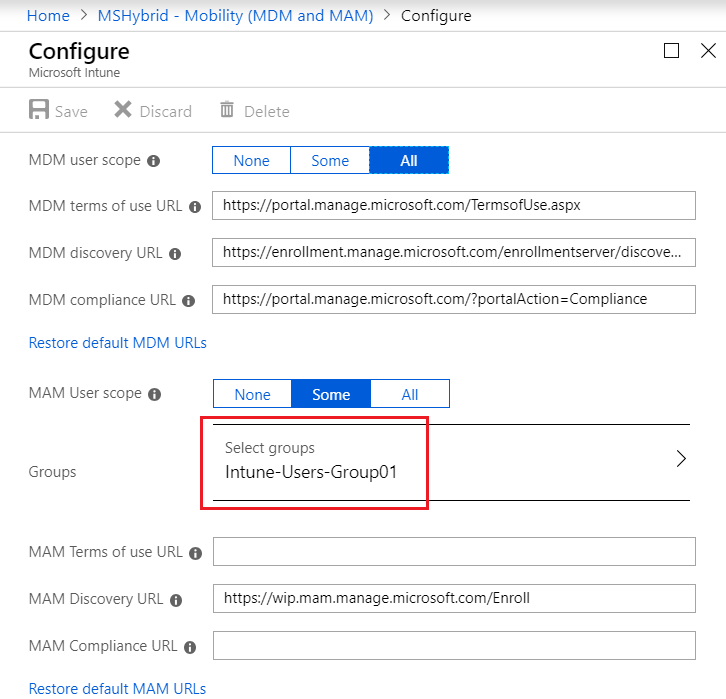 Home > MSHybrid - Mobility (MDM and MAM) > Configure
Configure
Microsoft Intune
Save Discard Delete
MDM user scope None Some All
MDM terms of use URL https://portal.manage.microsoft.com/TermsofUse.aspx
MDM discovery URL https://enrollment.manage.microsoft.com/enrollmentserver/discove...
MDM compliance URL https://portal.manage.microsoft.com/?portalAction=Compliance
Restore default MDM URLs
MAM User scope None Some All
Select groups
Groups Intune-Users-Group01
MAM Terms of use URL
MAM Discovery URL https://wip.mam.manage.microsoft.com/Enroll
MAM Compliance URL
Restore default MAM URLs